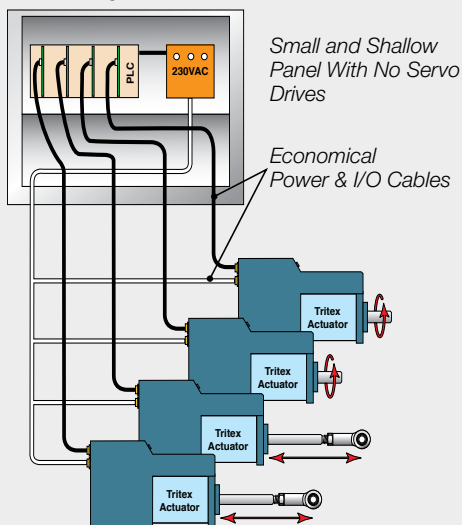 PLC
230VAC
Small and Shallow
Panel With No Servo
Drives
Economical
Power & I/O Cables
Tritex
Actuator
Tritex
Actuator
Tritex
Actuator
Tritex
Actuator